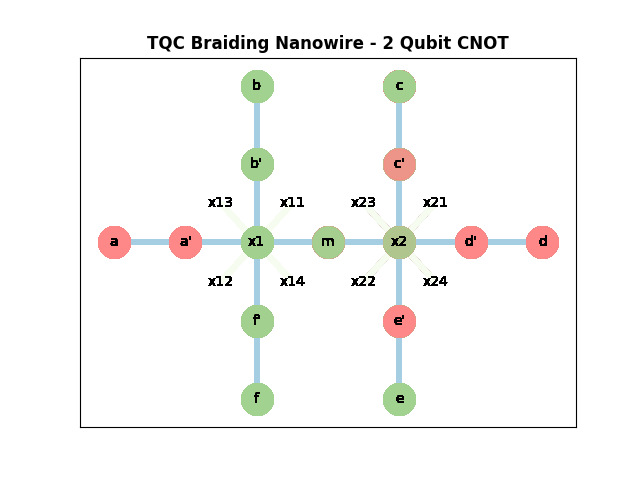 TQC Braiding Nanowire - 2 Qubit CNOT
b c
b' c'
x13 x11 x23 x21
a a' x1 m x2 d' d
x12 x14 x22 x24
f' e'
f e